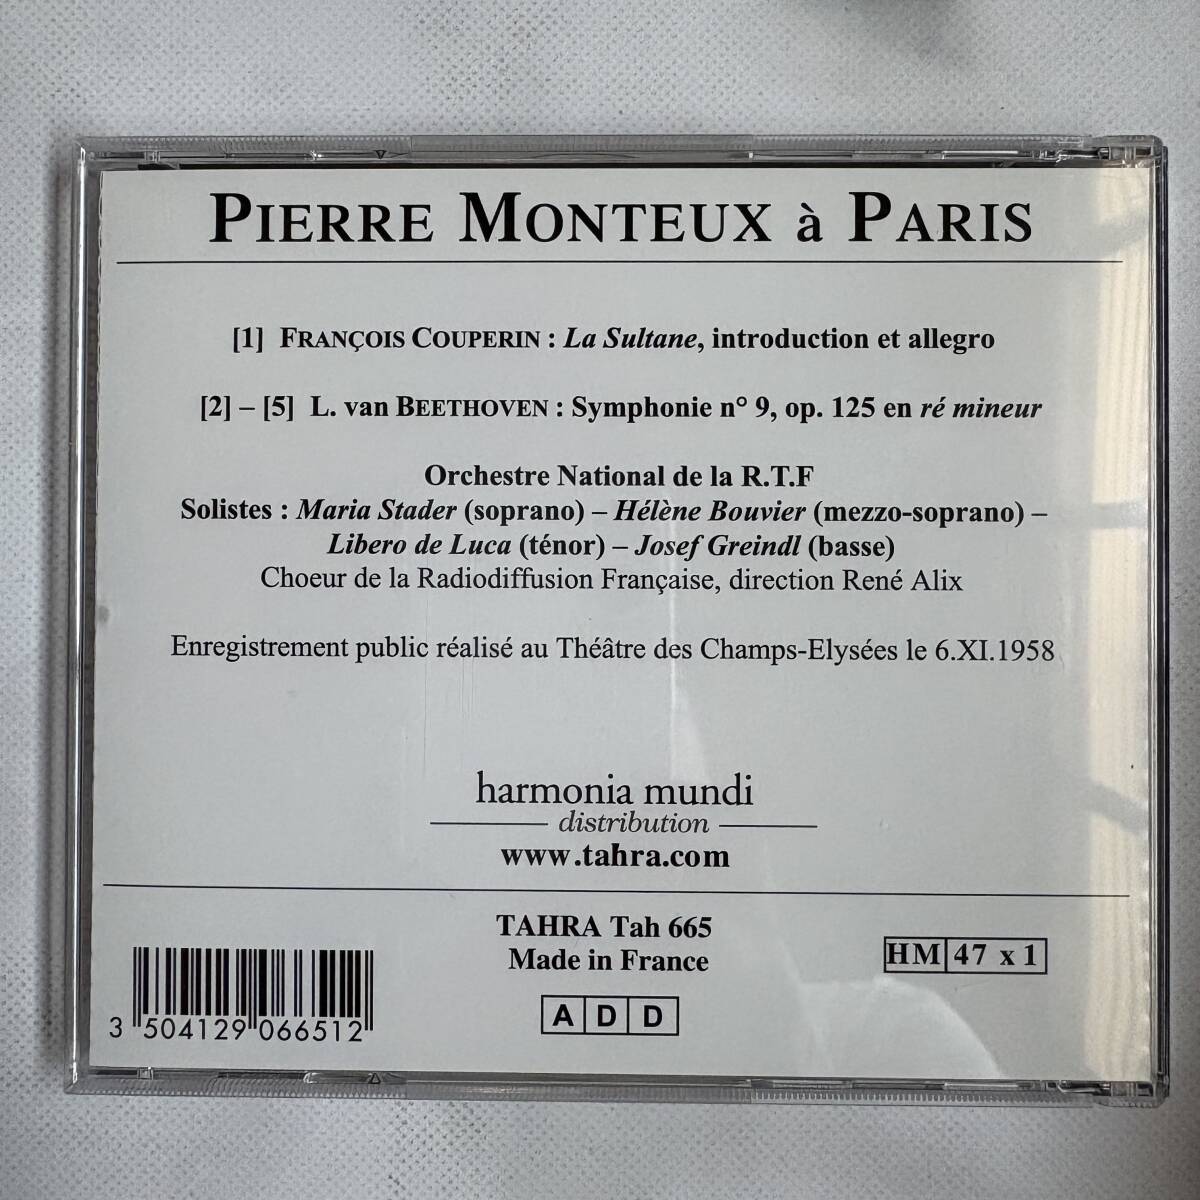 PIERRE MONTEUX à PARIS
[1] FRANÇOIS COUPERIN : La Sultane, introduction et allegro
[2] – [5] L. van BEETHOVEN : Symphonie n° 9, op. 125 en ré mineur
Orchestre National de la R.T.F
Solistes : Maria Stader (soprano) – Hélène Bouvier (mezzo-soprano) –
Libero de Luca (ténor) – Josef Greindl (basse)
Choeur de la Radiodiffusion Française, direction René Alix
Enregistrement public réalisé au Théâtre des Champs-Elysées le 6.XI.1958
harmonia mundi
distribution
www.tahra.com
TAHRA Tah 665
Made in France
HM 47 x 1
A D D
3 504129 066512